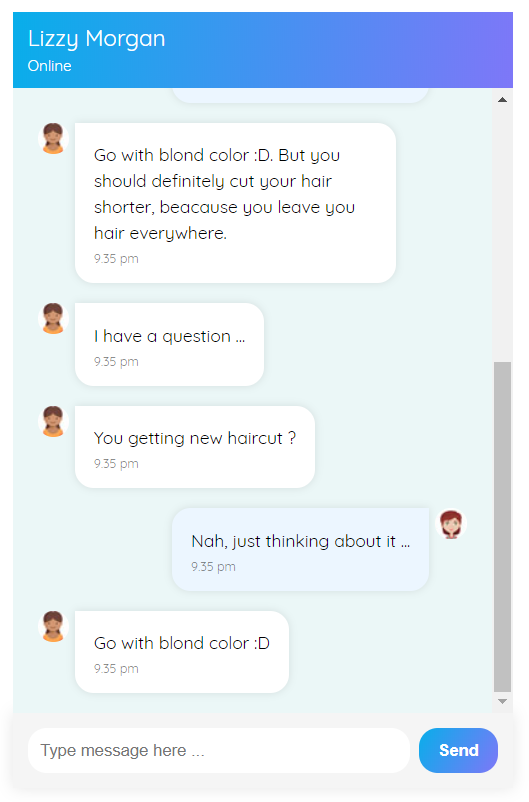 Lizzy Morgan
Online
Go with blond color :D. But you
should definitely cut your hair
shorter, beacause you leave you
hair everywhere.
9.35 pm
I have a question ...
9.35 pm
You getting new haircut ?
9.35 pm
Nah, just thinking about it ...
9.35 pm
Go with blond color :D
9.35 pm
Type message here ...
Send